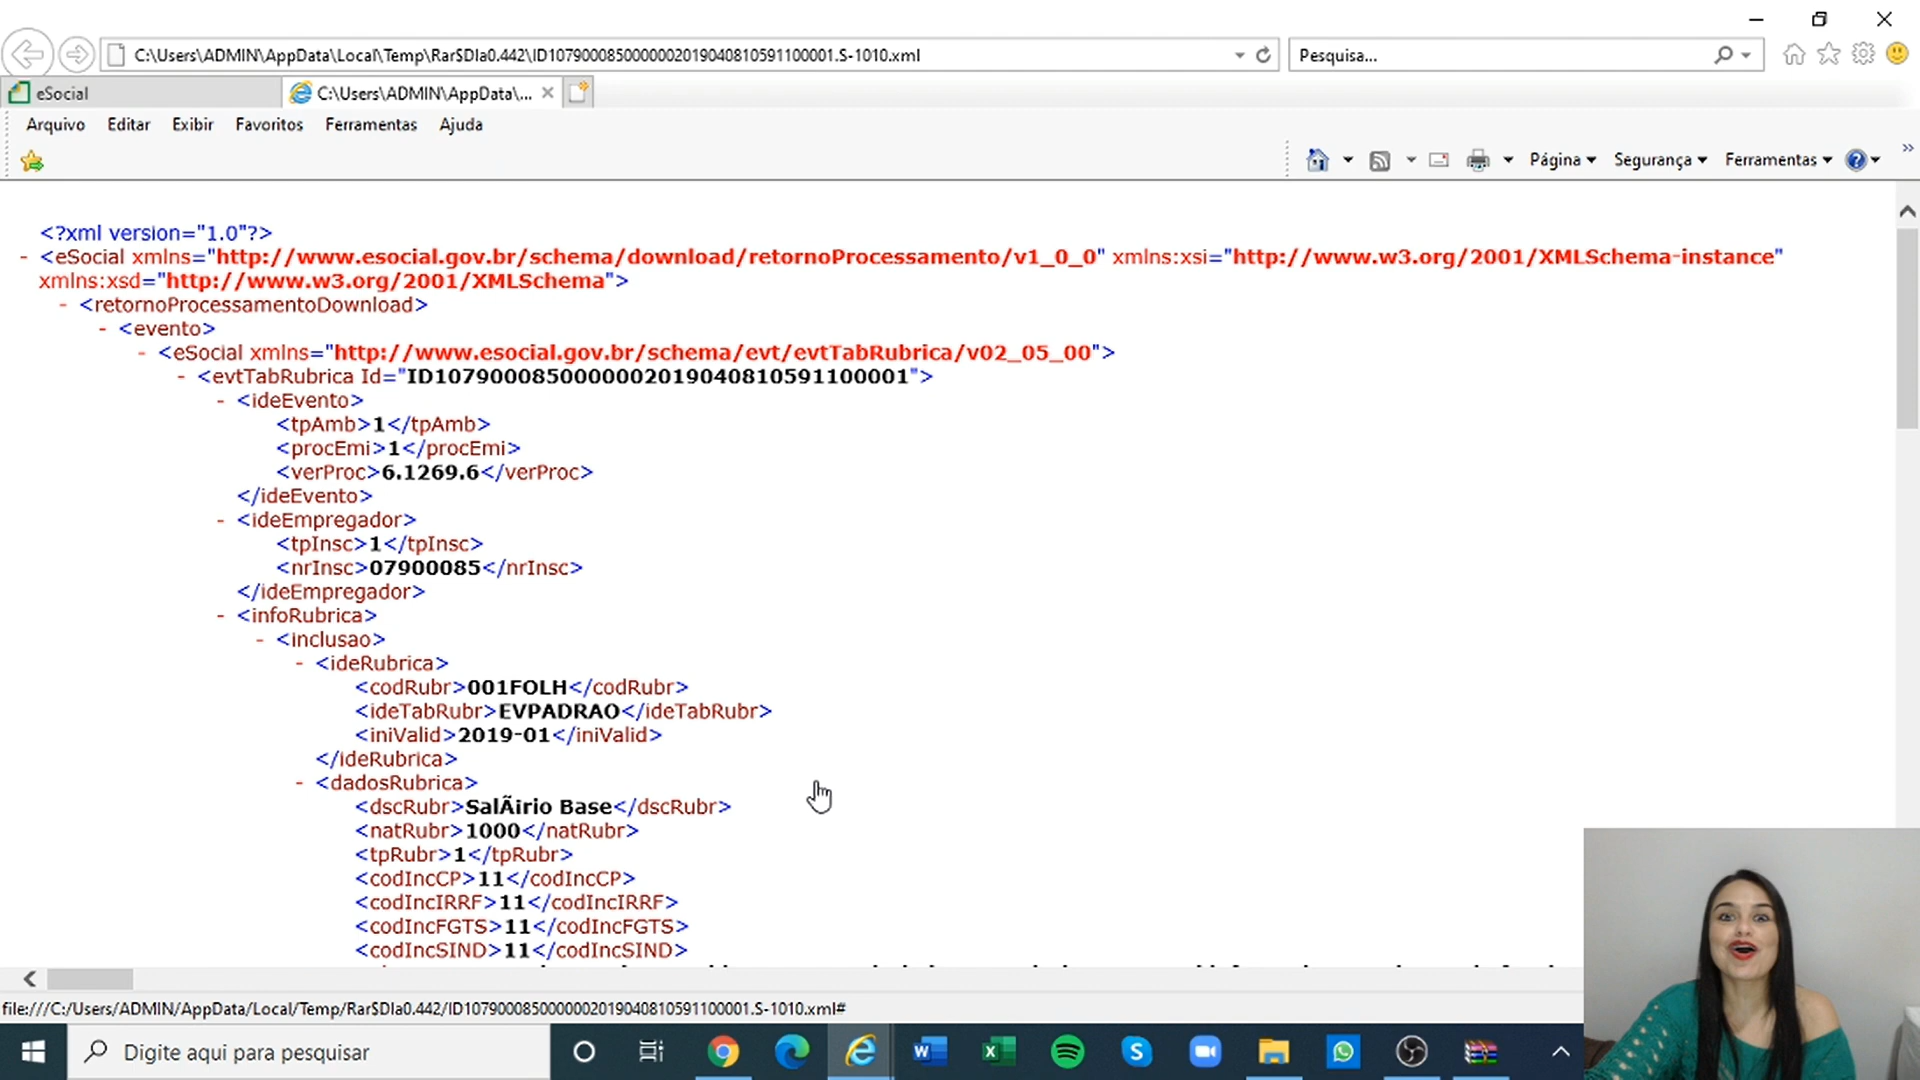 C:\Users\ADMIN\AppData\Local\Temp\Rar$DIa0.442\ID1079000850000002019040810591100001.S-1010.xml
Pesquisa...
eSocial
C:\Users\ADMIN\AppData\...
Arquivo Editar Exibir Favoritos Ferramentas Ajuda
Página Segurança Ferramentas
<?xml version="1.0"?>
- <eSocial xmlns="http://www.esocial.gov.br/schema/download/retornoProcessamento/v1_0_0" xmlns:xsi="http://www.w3.org/2001/XMLSchema-instance"
xmlns:xsd="http://www.w3.org/2001/XMLSchema">
- <retornoProcessamentoDownload>
- <evento>
- <eSocial xmlns="http://www.esocial.gov.br/schema/evt/evtTabRubrica/v02_05_00">
- <evtTabRubrica Id="ID1079000850000002019040810591100001">
- <ideEvento>
<tpAmb>1</tpAmb>
<procEmi>1</procEmi>
<verProc>6.1269.6</verProc>
</ideEvento>
- <ideEmpregador>
<tpInsc>1</tpInsc>
<nrInsc>07900085</nrInsc>
</ideEmpregador>
- <infoRubrica>
- <inclusao>
- <ideRubrica>
<codRubr>001FOLH</codRubr>
<ideTabRubr>EVPADRAO</ideTabRubr>
<iniValid>2019-01</iniValid>
</ideRubrica>
- <dadosRubrica>
<dscRubr>SalÃirio Base</dscRubr>
<natRubr>1000</natRubr>
<tpRubr>1</tpRubr>
<codIncCP>11</codIncCP>
<codIncIRRF>11</codIncIRRF>
<codIncFGTS>11</codIncFGTS>
<codIncSIND>11</codIncSIND>
file:///C:/Users/ADMIN/AppData/Local/Temp/Rar$DIa0.442/ID1079000850000002019040810591100001.S-1010.xml#
Digite aqui para pesquisar